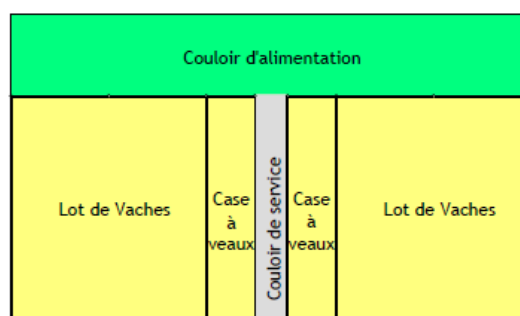 Couloir d'alimentation
Lot de Vaches
Case
à
veaux
Couloir de service
Case
à
veaux
Lot de Vaches